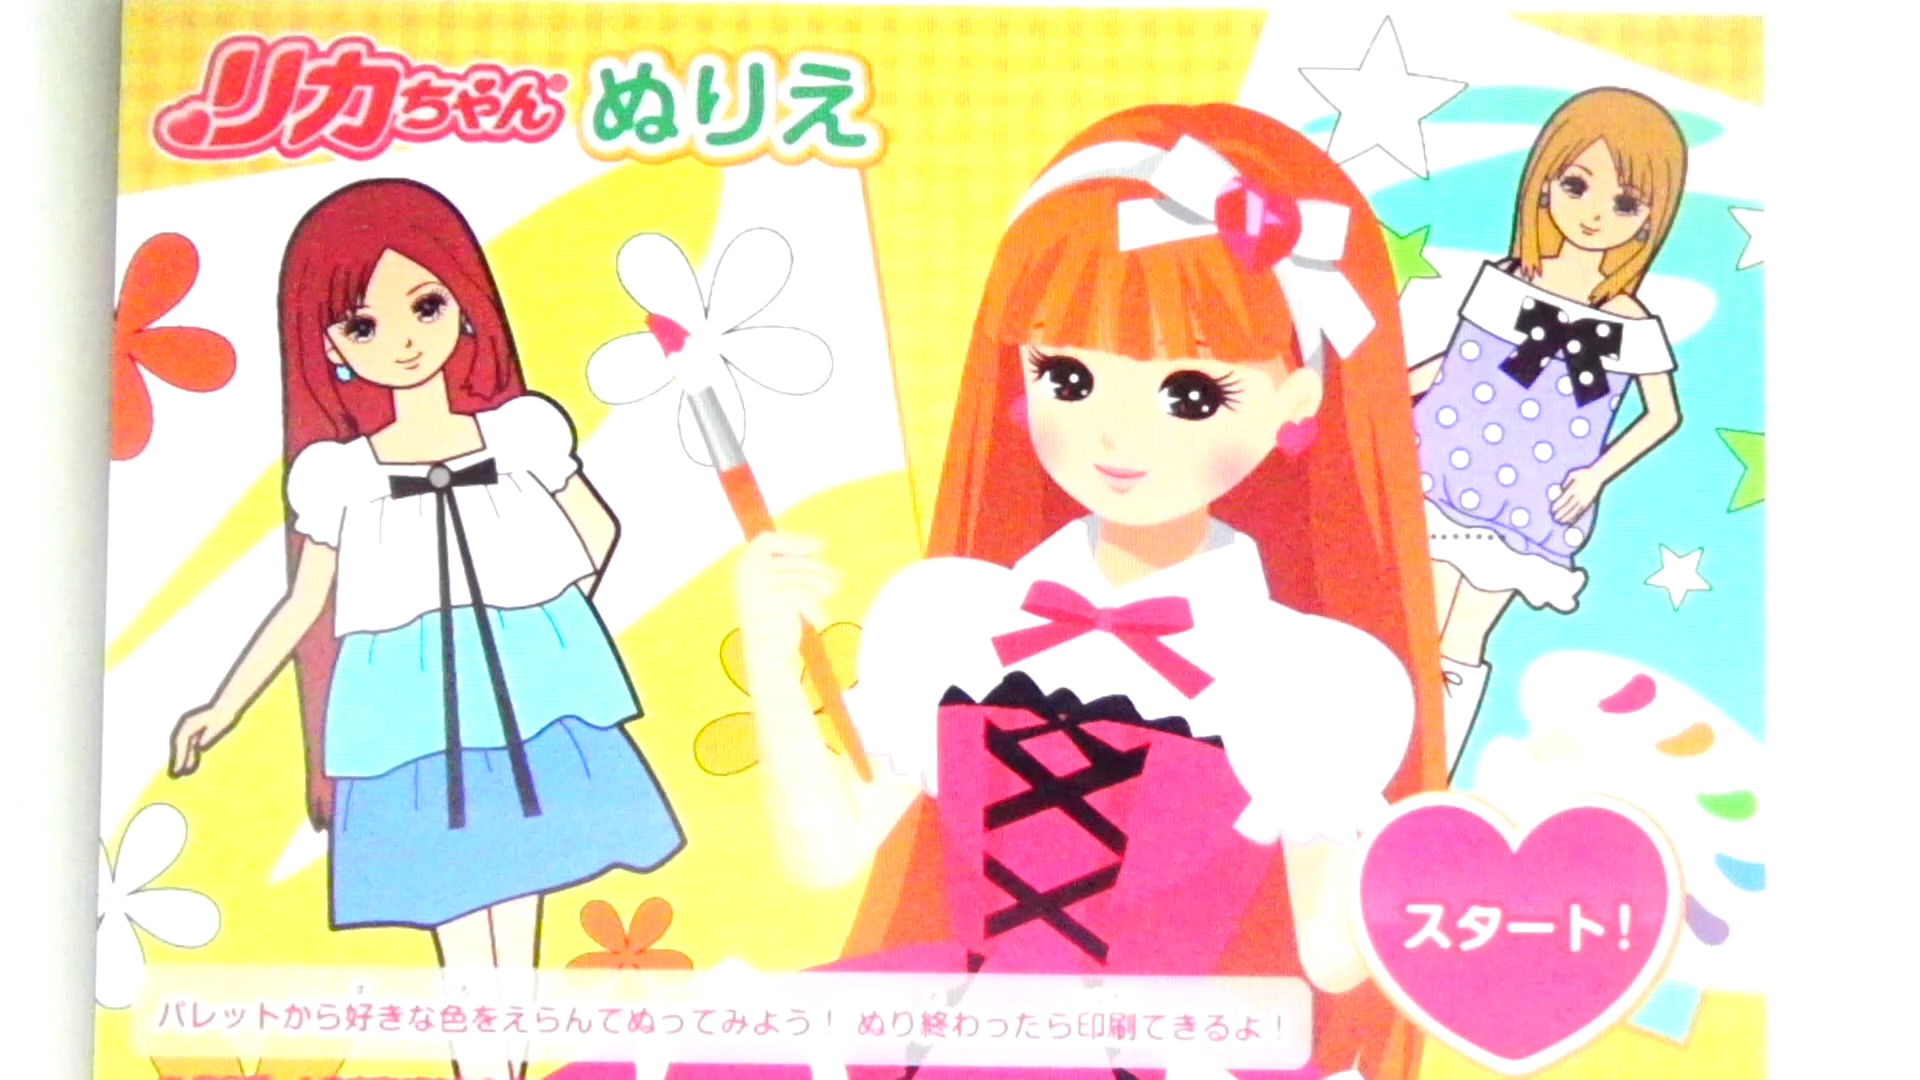 リカちゃん ぬりえ
スタート!
パレットから好きな色をえらんでぬってみよう! ぬり終わったら印刷できるよ!